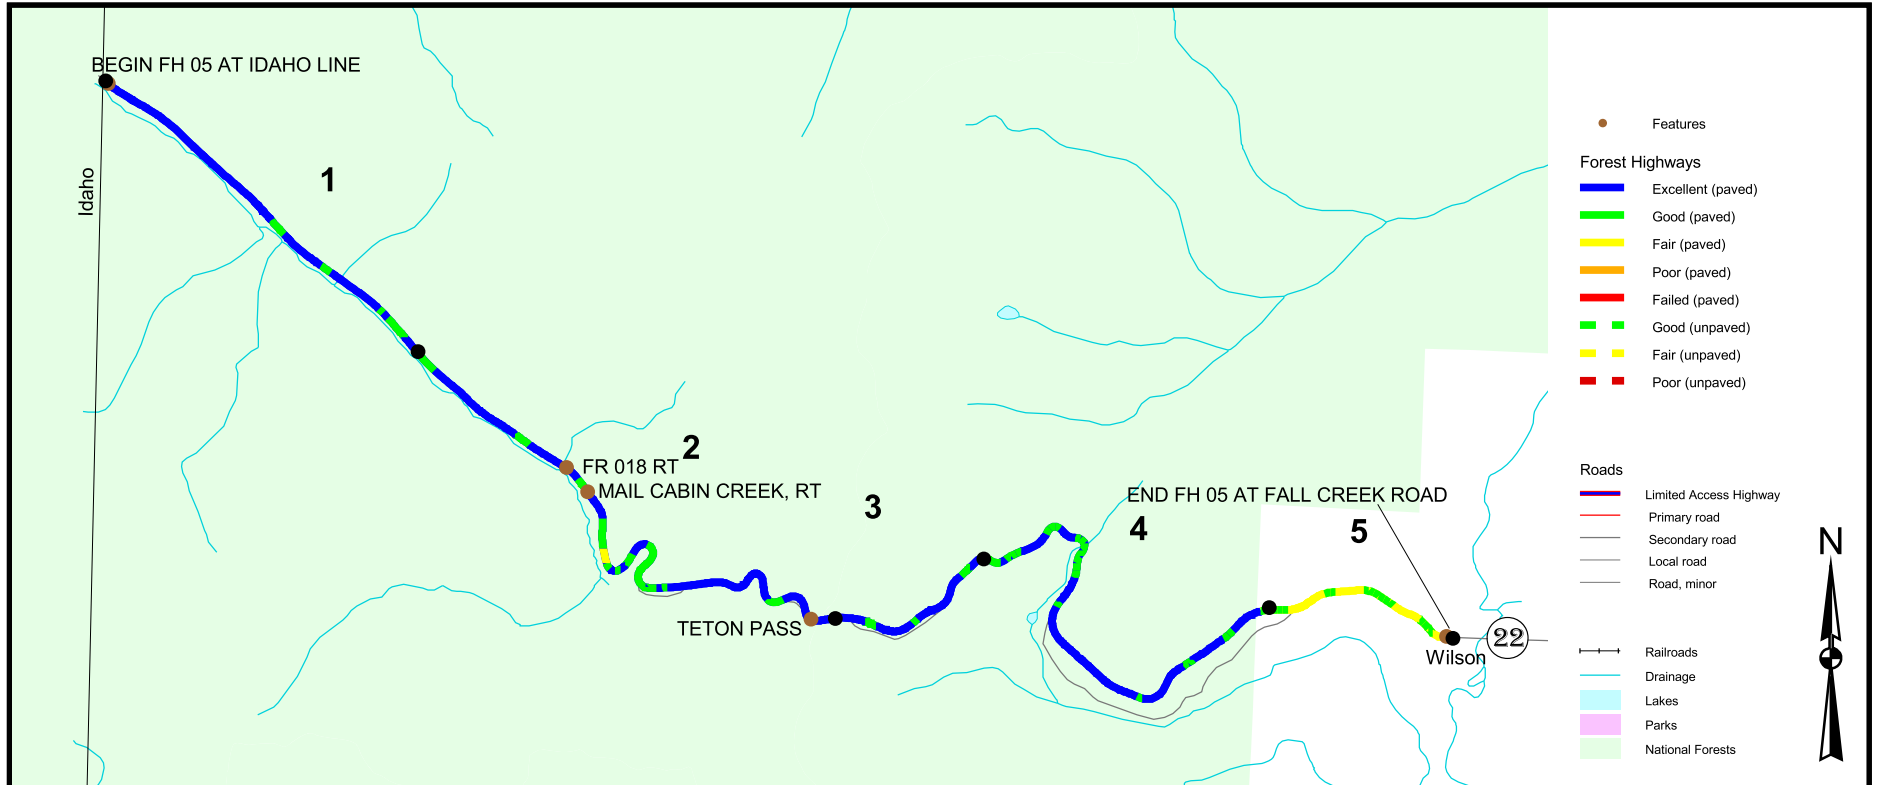 BEGIN FH 05 AT IDAHO LINE
Idaho
1
2
FR 018 RT
MAIL CABIN CREEK, RT
3
TETON PASS
END FH 05 AT FALL CREEK ROAD
4
5
Wilson
22
Features
Forest Highways
Excellent (paved)
Good (paved)
Fair (paved)
Poor (paved)
Failed (paved)
Good (unpaved)
Fair (unpaved)
Poor (unpaved)
Roads
Limited Access Highway
Primary road
Secondary road
Local road
Road, minor
Railroads
Drainage
Lakes
Parks
National Forests
N